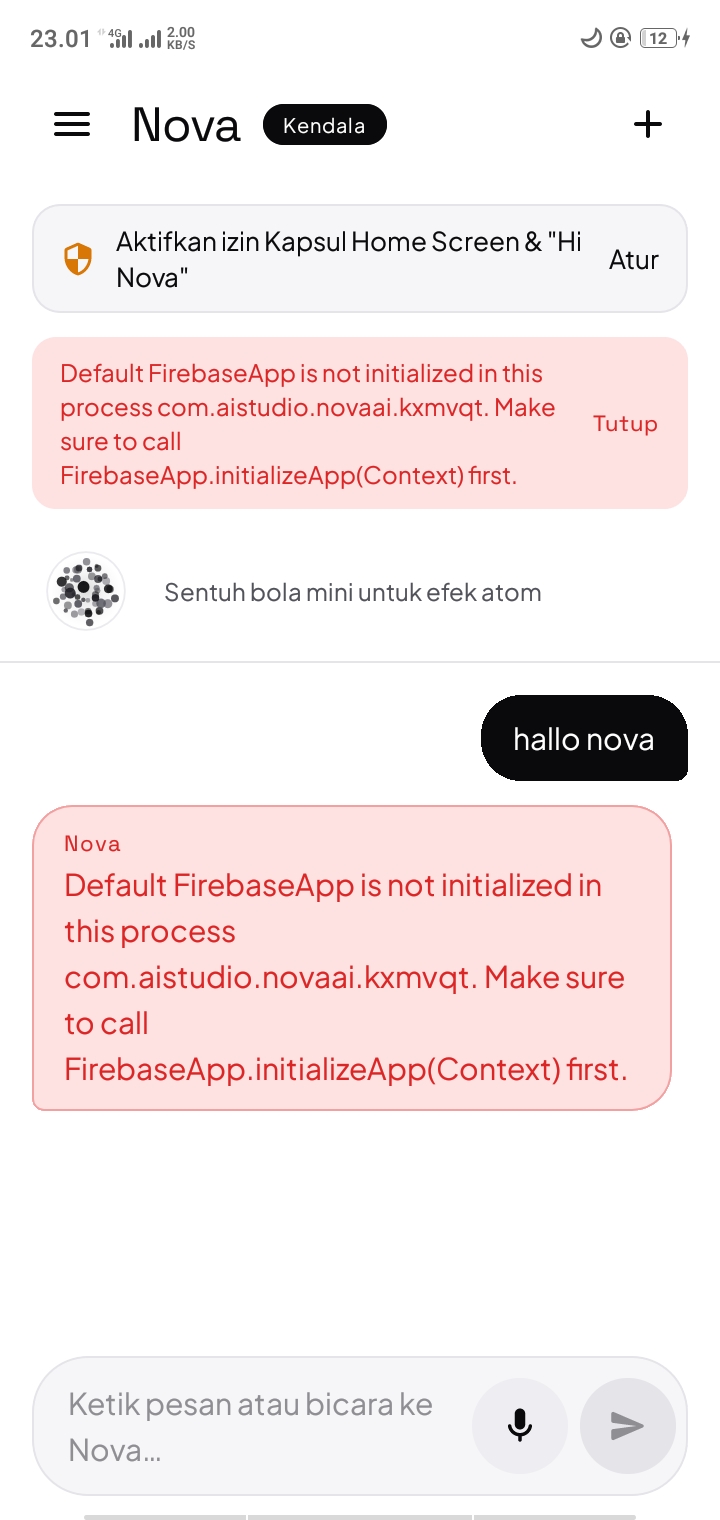 23.01 4G 2.00 KB/S 12
Nova Kendala
Aktifkan izin Kapsul Home Screen & "Hi
Nova"
Atur
Default FirebaseApp is not initialized in this
process com.aistudio.novaai.kxmvqt. Make
sure to call
FirebaseApp.initializeApp(Context) first.
Tutup
Sentuh bola mini untuk efek atom
hallo nova
Nova
Default FirebaseApp is not initialized in
this process
com.aistudio.novaai.kxmvqt. Make sure
to call
FirebaseApp.initializeApp(Context) first.
Ketik pesan atau bicara ke
Nova...